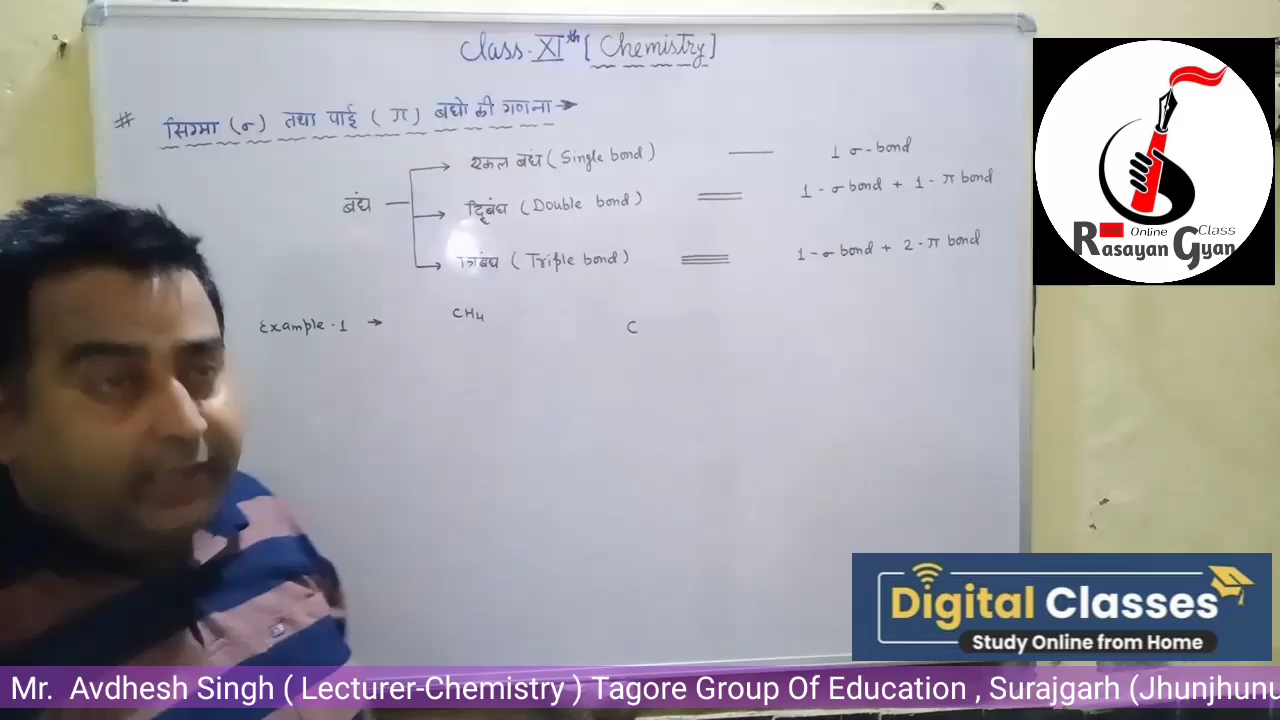 Class-XIth [Chemistry]
# सिग्मा (σ) तथा पाई (π) बंधो की गणना →
एकल बंध (Single bond) — 1 σ-bond
बंध द्विबंध (Double bond) 1-σ bond + 1-π bond
त्रिबंध (Triple bond) ≡ 1-σ bond + 2-π bond
Example-1 → CH4 C
Online Class
Rasayan Gyan
Digital Classes
Study Online from Home
Mr. Avdhesh Singh ( Lecturer-Chemistry ) Tagore Group Of Education , Surajgarh (Jhunjhunu